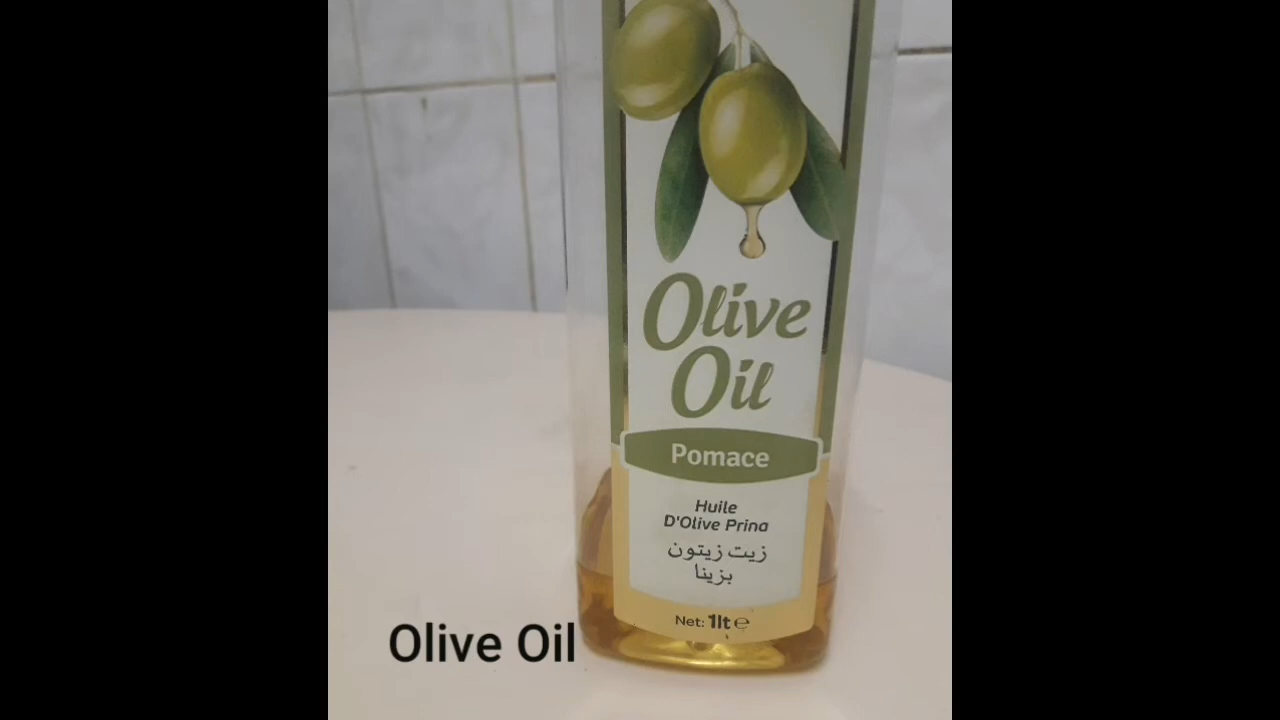 Olive
Oil
Pomace
Huile
D'Olive Prina
زيت زيتون
بزينا
Net: 1lt ℮
Olive Oil